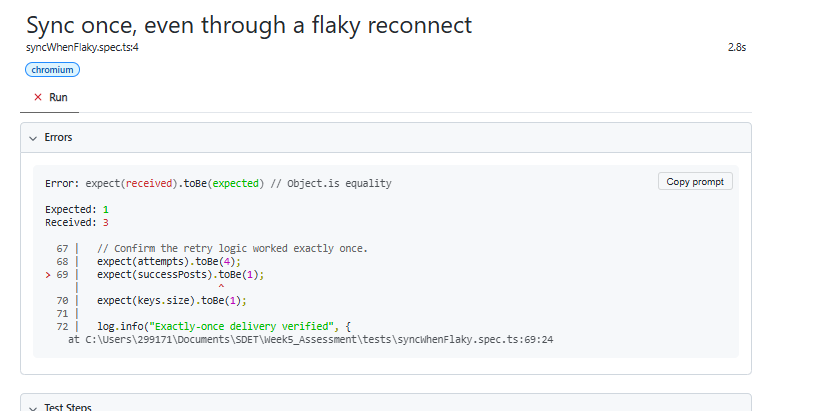 Sync once, even through a flaky reconnect
syncWhenFlaky.spec.ts:4
2.8s
chromium
× Run
Errors
Copy prompt
Error: expect(received).toBe(expected) // Object.is equality
Expected: 1
Received: 3
67 | // Confirm the retry logic worked exactly once.
68 | expect(attempts).toBe(4);
> 69 | expect(successPosts).toBe(1);
| ^
70 | expect(keys.size).toBe(1);
71 |
72 | log.info("Exactly-once delivery verified", {
at C:\Users\299171\Documents\SDET\Week5_Assessment\tests\syncWhenFlaky.spec.ts:69:24
Test Steps